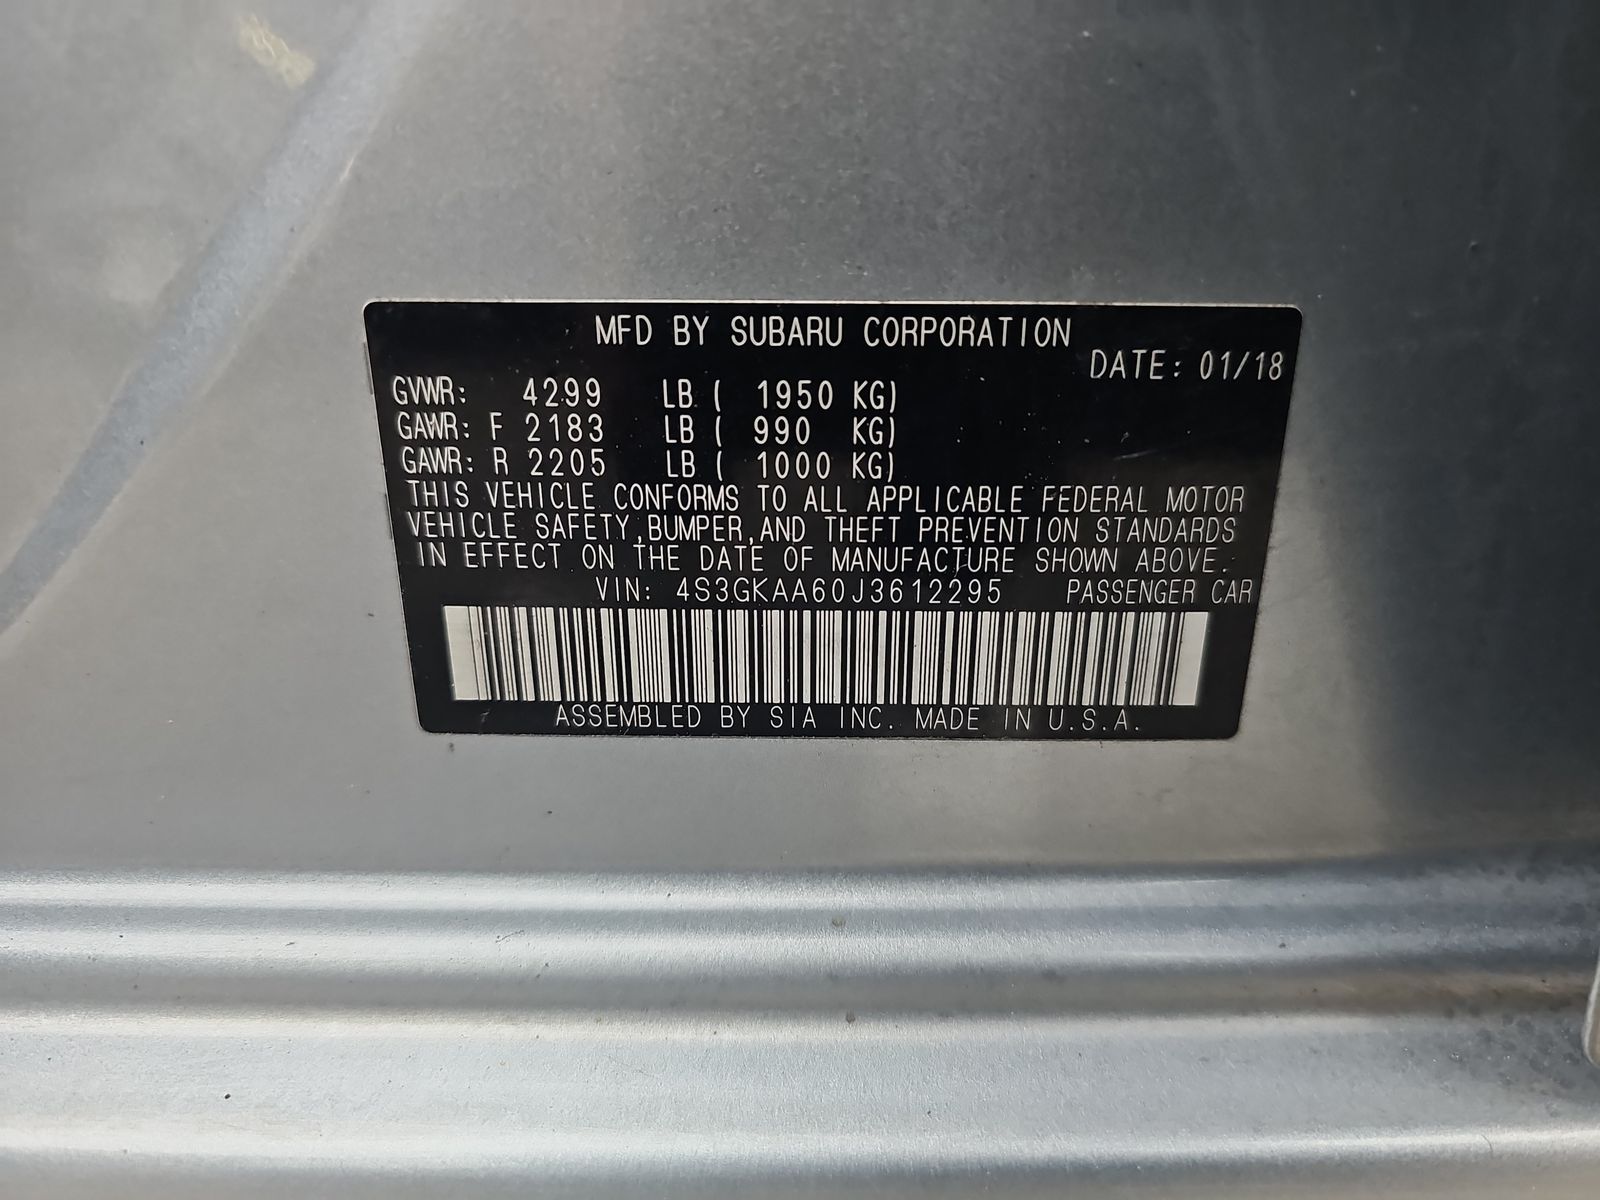 MFD BY SUBARU CORPORATION
DATE: 01/18
GVWR: 4299 LB ( 1950 KG)
GAWR: F 2183 LB ( 990 KG)
GAWR: R 2205 LB ( 1000 KG)
THIS VEHICLE CONFORMS TO ALL APPLICABLE FEDERAL MOTOR
VEHICLE SAFETY,BUMPER,AND THEFT PREVENTION STANDARDS
IN EFFECT ON THE DATE OF MANUFACTURE SHOWN ABOVE.
VIN: 4S3GKAA60J3612295 PASSENGER CAR
ASSEMBLED BY SIA INC. MADE IN U.S.A.